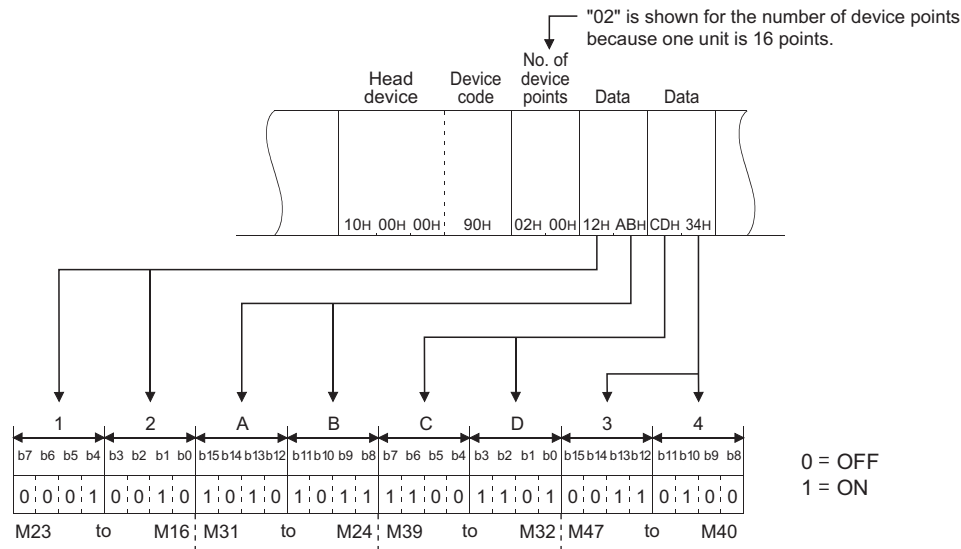 "02" is shown for the number of device points
because one unit is 16 points.
No. of
Head Device device
device code points Data Data
10H 00H 00H 90H 02H 00H 12H ABH CDH 34H
1 2 A B C D 3 4
b7 b6 b5 b4 b3 b2 b1 b0 b15 b14 b13 b12 b11 b10 b9 b8 b7 b6 b5 b4 b3 b2 b1 b0 b15 b14 b13 b12 b11 b10 b9 b8
0 0 0 1 0 0 1 0 1 0 1 0 1 0 1 1 1 1 0 0 1 1 0 1 0 0 1 1 0 1 0 0
M23 to M16 M31 to M24 M39 to M32 M47 to M40
0 = OFF
1 = ON